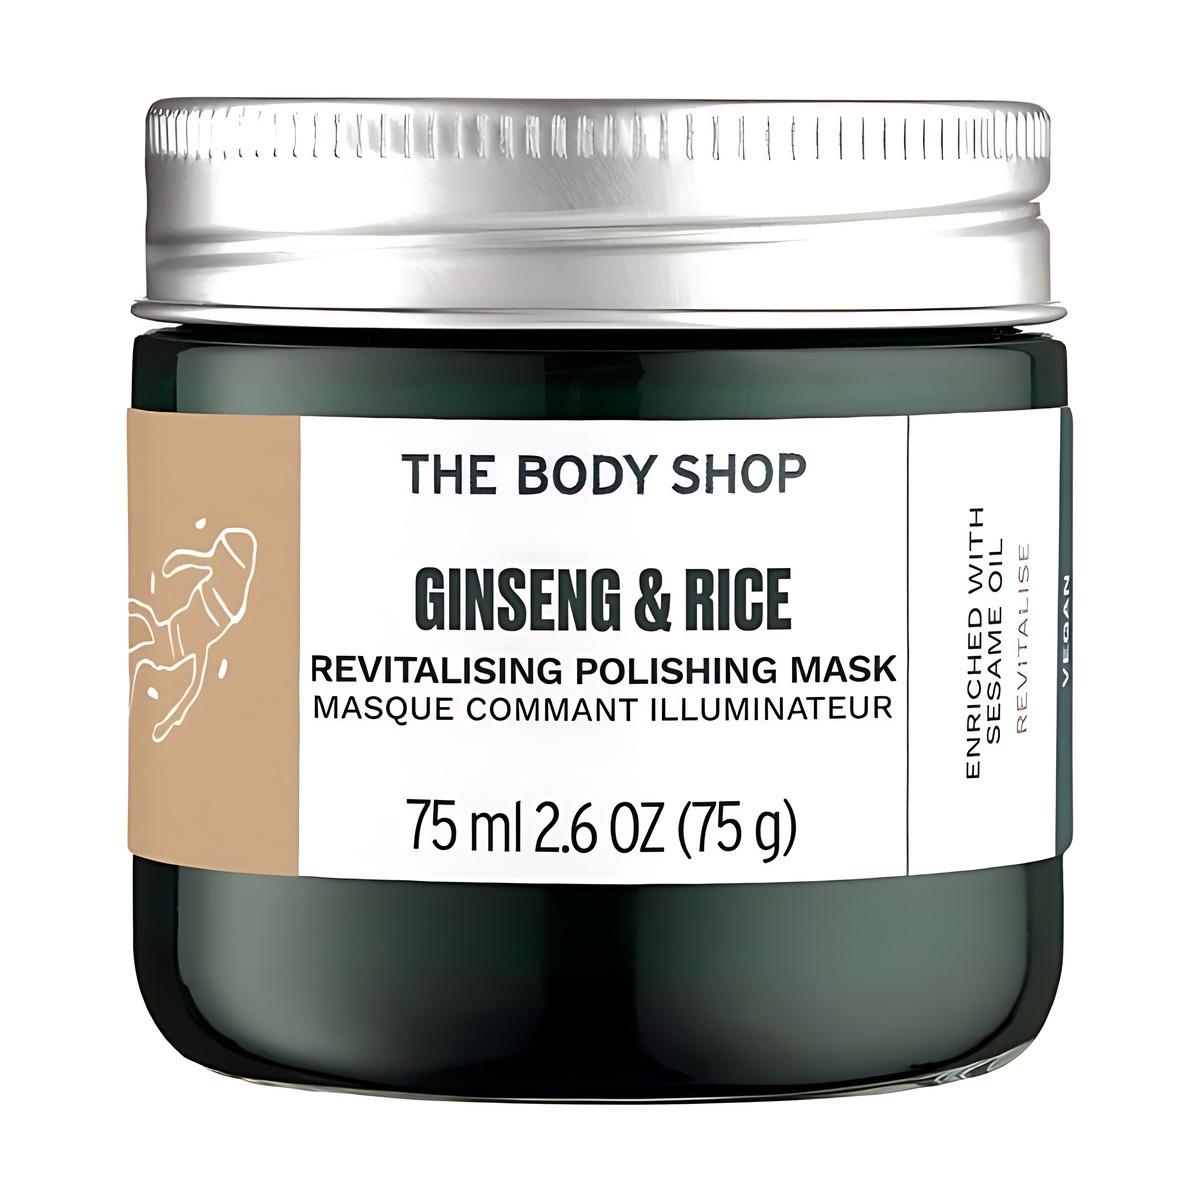 THE BODY SHOP
GINSENG & RICE
REVITALISING POLISHING MASK
MASQUE COMMANT ILLUMINATEUR
75 ml 2.6 OZ (75 g)
ENRICHED WITH
SESAME OIL
REVITALISE
VEGAN